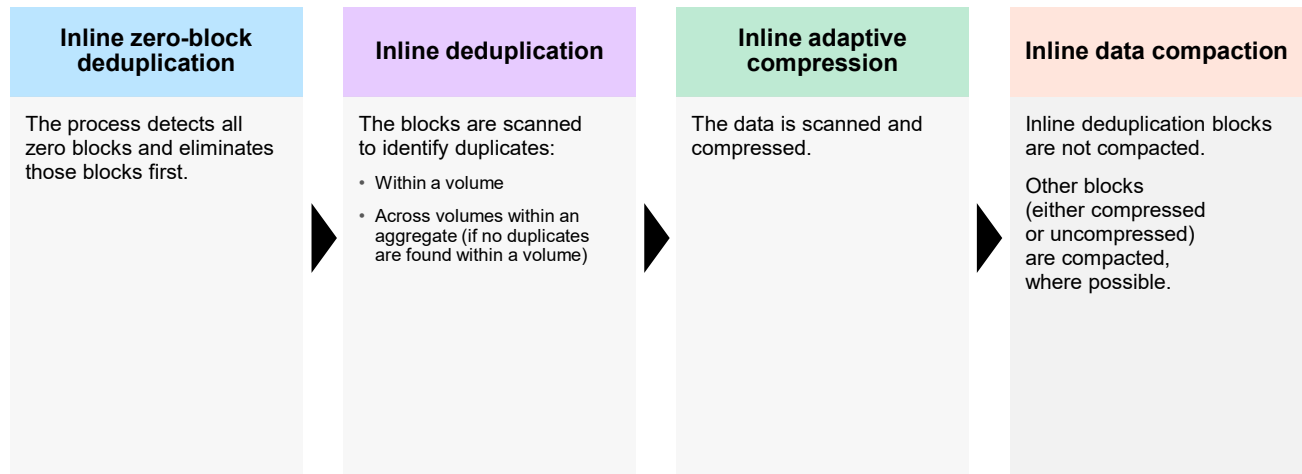 Inline zero-block
deduplication
The process detects all
zero blocks and eliminates
those blocks first.
Inline deduplication
The blocks are scanned
to identify duplicates:
• Within a volume
• Across volumes within an
aggregate (if no duplicates
are found within a volume)
Inline adaptive
compression
The data is scanned and
compressed.
Inline data compaction
Inline deduplication blocks
are not compacted.
Other blocks
(either compressed
or uncompressed)
are compacted,
where possible.